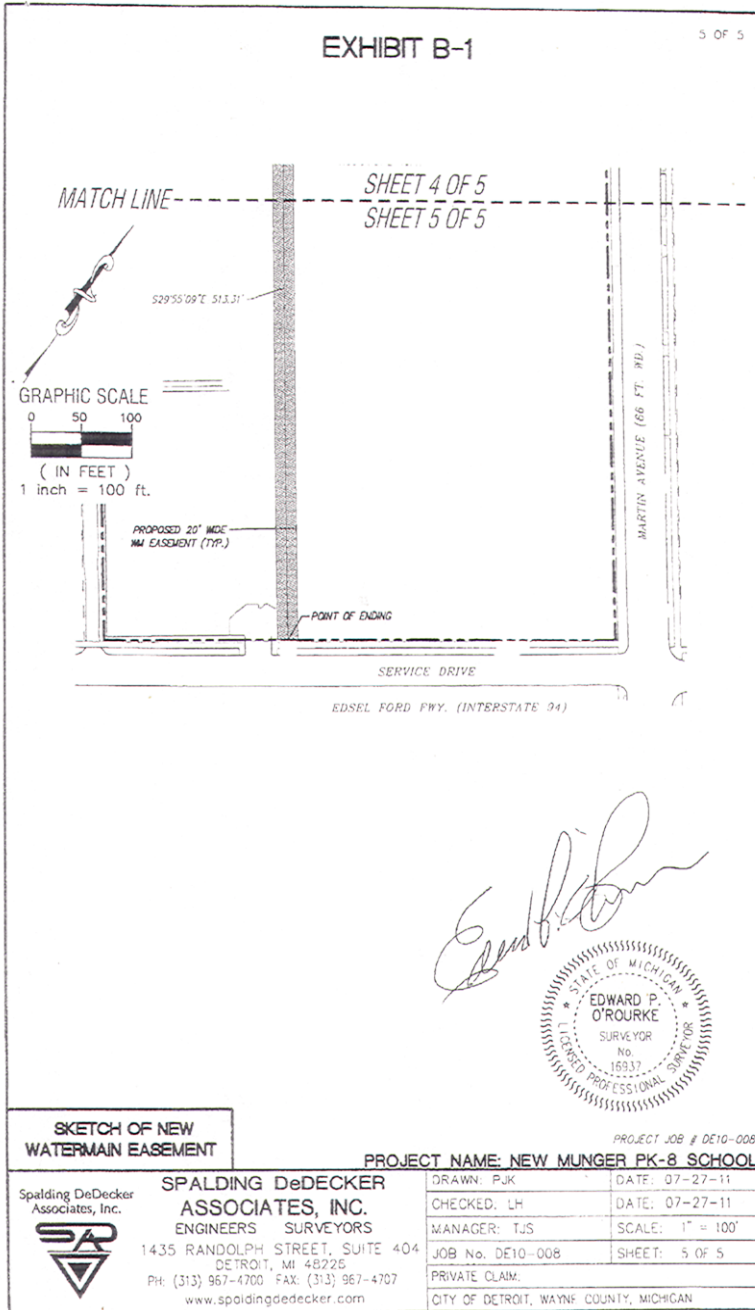 EXHIBIT B-1
5 OF 5
MATCH LINE
SHEET 4 OF 5
SHEET 5 OF 5
S29°55'09"E 513.31'
GRAPHIC SCALE
0 50 100
( IN FEET )
1 inch = 100 ft.
PROPOSED 20' WIDE
WM EASEMENT (TYP.)
POINT OF ENDING
MARTIN AVENUE (66 FT. WD.)
SERVICE DRIVE
EDSEL FORD FWY. (INTERSTATE 94)
STATE OF MICHIGAN
EDWARD P.
O'ROURKE
SURVEYOR
No.
16937
LICENSED PROFESSIONAL SURVEYOR
SKETCH OF NEW
WATERMAIN EASEMENT
PROJECT JOB # DE10-008
PROJECT NAME: NEW MUNGER PK-8 SCHOOL
Spalding DeDecker
Associates, Inc.
SPALDING DeDECKER
ASSOCIATES, INC.
ENGINEERS SURVEYORS
1435 RANDOLPH STREET, SUITE 404
DETROIT, MI 48226
PH: (313) 967-4700 FAX: (313) 967-4707
www.spaldingdedecker.com
DRAWN: PJK
DATE: 07-27-11
CHECKED: LH
DATE: 07-27-11
MANAGER: TJS
SCALE: 1" = 100'
JOB No. DE10-008
SHEET: 5 OF 5
PRIVATE CLAIM:
CITY OF DETROIT, WAYNE COUNTY, MICHIGAN